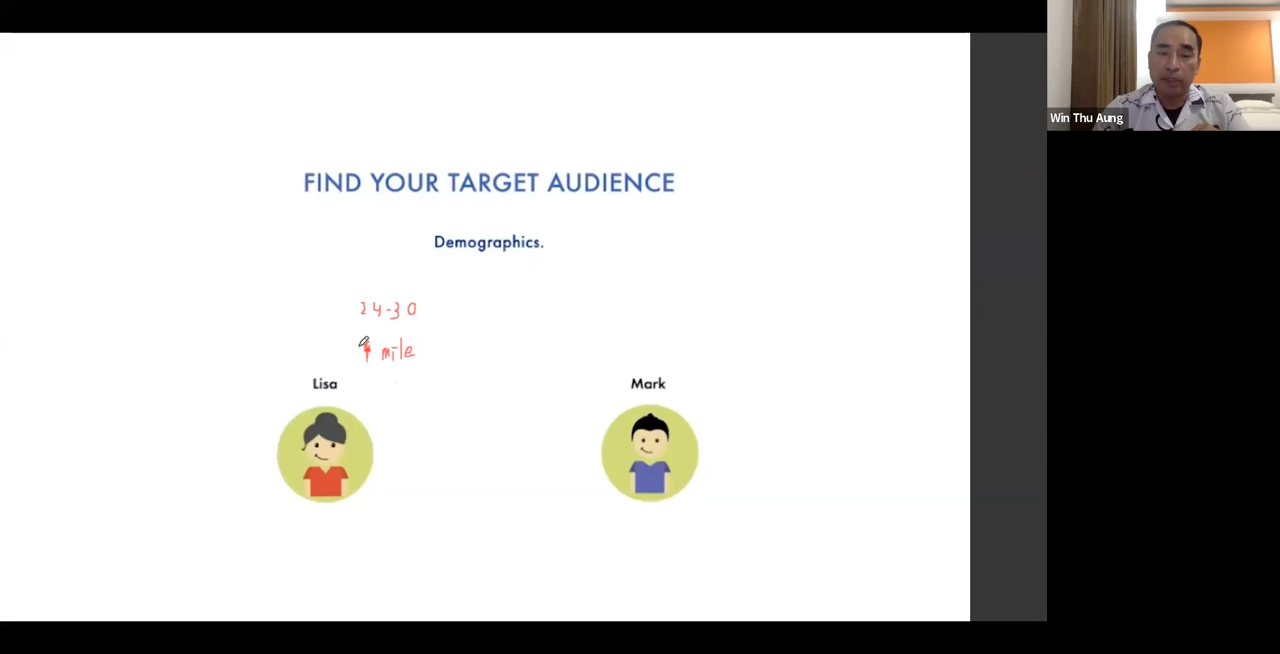 Win Thu Aung
FIND YOUR TARGET AUDIENCE
Demographics.
24-30
mile
Lisa
Mark